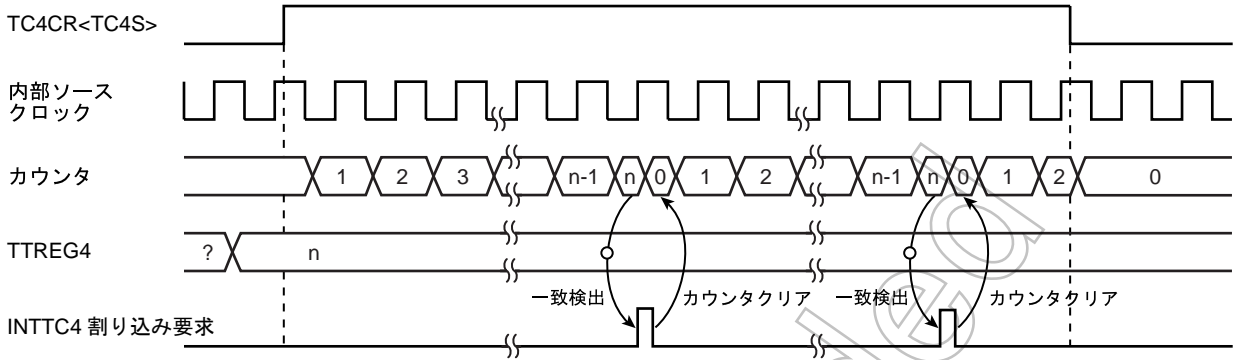 TC4CR<TC4S>
内部ソース
クロック
カウンタ
1 2 3 n-1 n 0 1 2 n-1 n 0 1 2 0
TTREG4
? n
一致検出 カウンタクリア 一致検出 カウンタクリア
INTTC4 割り込み要求